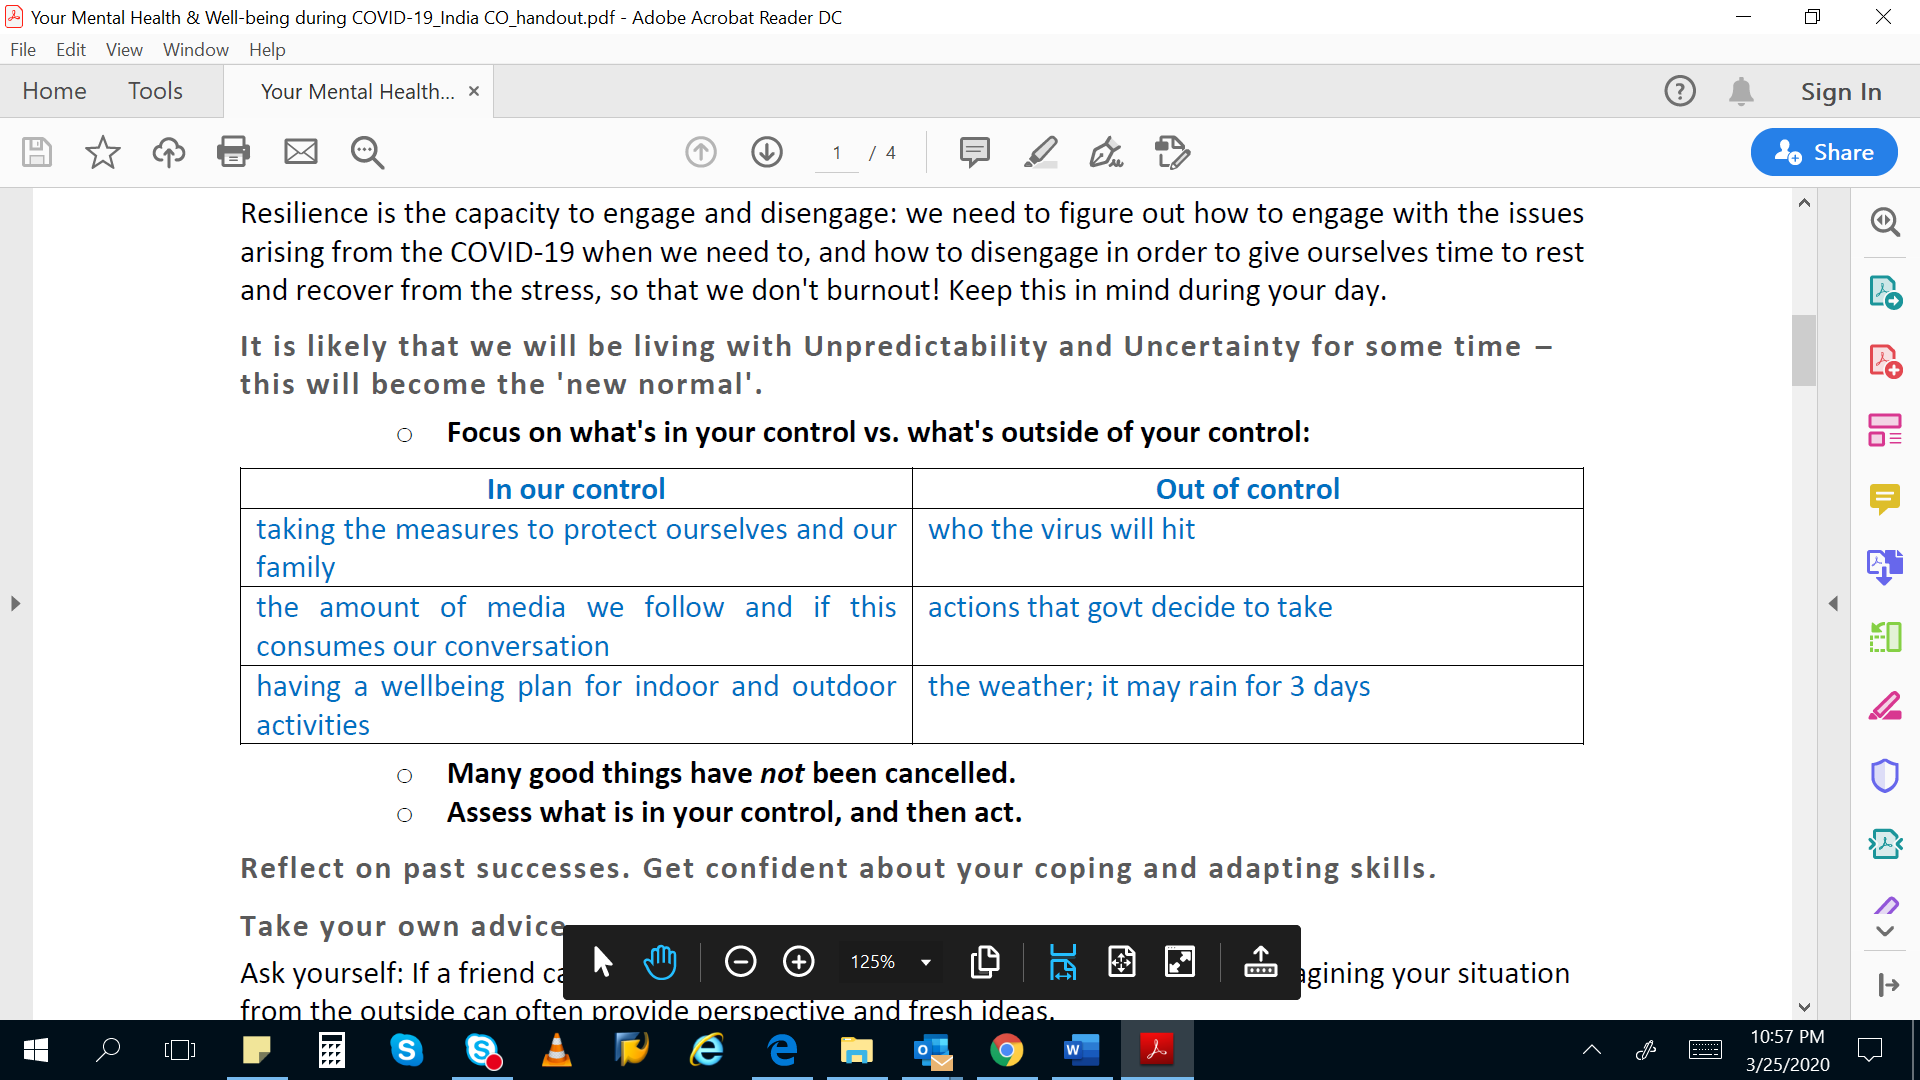 Your Mental Health & Well-being during COVID-19_India CO_handout.pdf - Adobe Acrobat Reader DC
File Edit View Window Help
Home Tools Your Mental Health... × Sign In
1 / 4 Share
Resilience is the capacity to engage and disengage: we need to figure out how to engage with the issues
arising from the COVID-19 when we need to, and how to disengage in order to give ourselves time to rest
and recover from the stress, so that we don't burnout! Keep this in mind during your day.
It is likely that we will be living with Unpredictability and Uncertainty for some time –
this will become the 'new normal'.
○ Focus on what's in your control vs. what's outside of your control:
In our control Out of control
taking the measures to protect ourselves and our who the virus will hit
family
the amount of media we follow and if this actions that govt decide to take
consumes our conversation
having a wellbeing plan for indoor and outdoor the weather; it may rain for 3 days
activities
○ Many good things have not been cancelled.
○ Assess what is in your control, and then act.
Reflect on past successes. Get confident about your coping and adapting skills.
Take your own advice
125%
Ask yourself: If a friend your situation
from the outside can often provide perspective and fresh ideas.
10:57 PM
3/25/2020